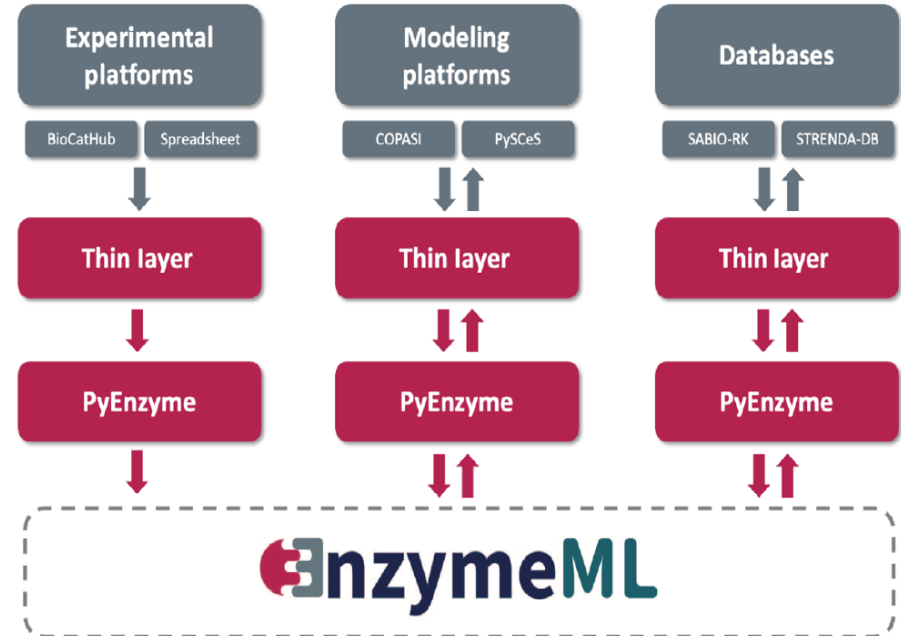 Experimental
platforms
Modeling
platforms
Databases
BioCatHub
Spreadsheet
COPASI
PySCeS
SABIO-RK
STRENDA-DB
Thin layer
Thin layer
Thin layer
PyEnzyme
PyEnzyme
PyEnzyme
EnzymeML